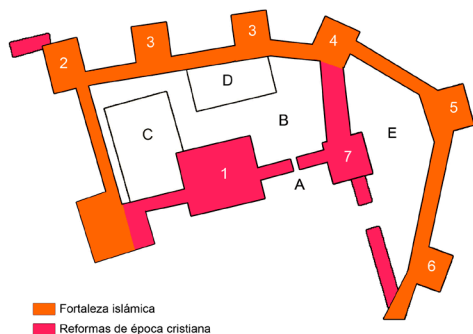 3
3
4
2
D
5
B
C
E
7
1
A
6
Fortaleza islámica
Reformas de época cristiana